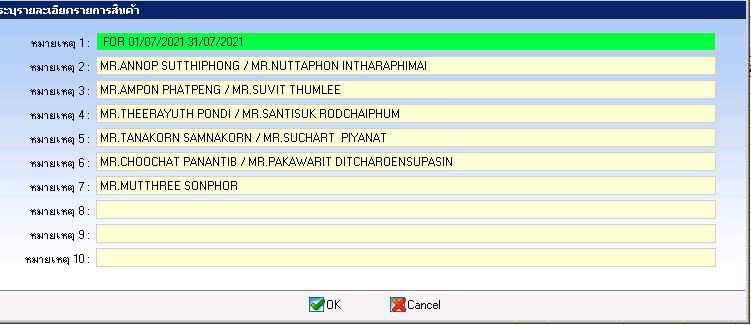 ระบุรายละเอียดรายการสินค้า
หมายเหตุ 1 : FOR 01/07/2021-31/07/2021
หมายเหตุ 2 : MR.ANNOP SUTTHIPHONG / MR.NUTTAPHON INTHARAPHIMAI
หมายเหตุ 3 : MR.AMPON PHATPENG / MR.SUVIT THUMLEE
หมายเหตุ 4 : MR.THEERAYUTH PONDI / MR.SANTISUK RODCHAIPHUM
หมายเหตุ 5 : MR.TANAKORN SAMNAKORN / MR.SUCHART PIYANAT
หมายเหตุ 6 : MR.CHOOCHAT PANANTIB / MR.PAKAWARIT DITCHAROENSUPASIN
หมายเหตุ 7 : MR.MUTTHREE SONPHOR
หมายเหตุ 8 :
หมายเหตุ 9 :
หมายเหตุ 10 :
OK Cancel